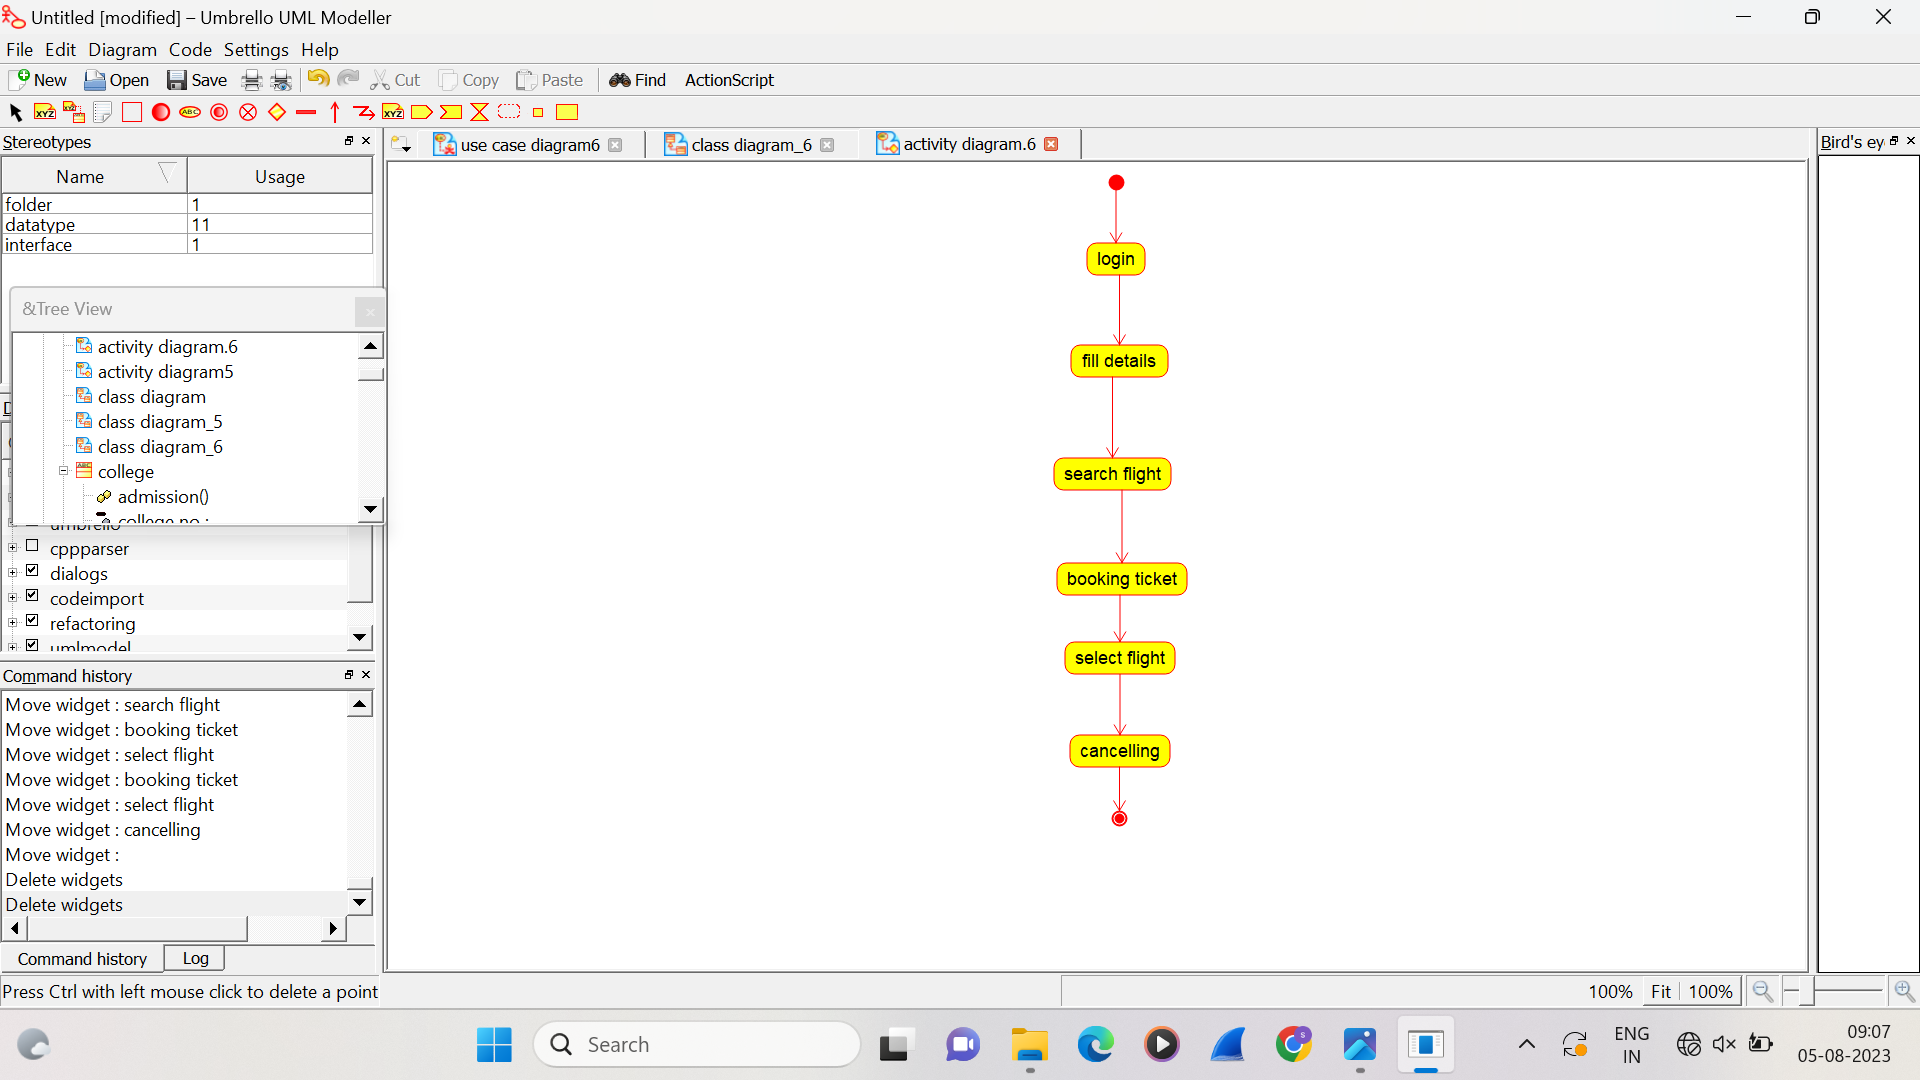 Untitled [modified] – Umbrello UML Modeller
File Edit Diagram Code Settings Help
New Open Save Cut Copy Paste Find ActionScript
Stereotypes
Name Usage
folder 1
datatype 11
interface 1
&Tree View
activity diagram.6
activity diagram5
class diagram
class diagram_5
class diagram_6
college
admission()
college no :
umbrello
cppparser
dialogs
codeimport
refactoring
umlmodel
Command history
Move widget : search flight
Move widget : booking ticket
Move widget : select flight
Move widget : booking ticket
Move widget : select flight
Move widget : cancelling
Move widget :
Delete widgets
Delete widgets
Command history Log
Press Ctrl with left mouse click to delete a point
use case diagram6 class diagram_6 activity diagram.6
login
fill details
search flight
booking ticket
select flight
cancelling
Bird's ey
100% Fit 100%
Search
ENG
IN
09:07
05-08-2023